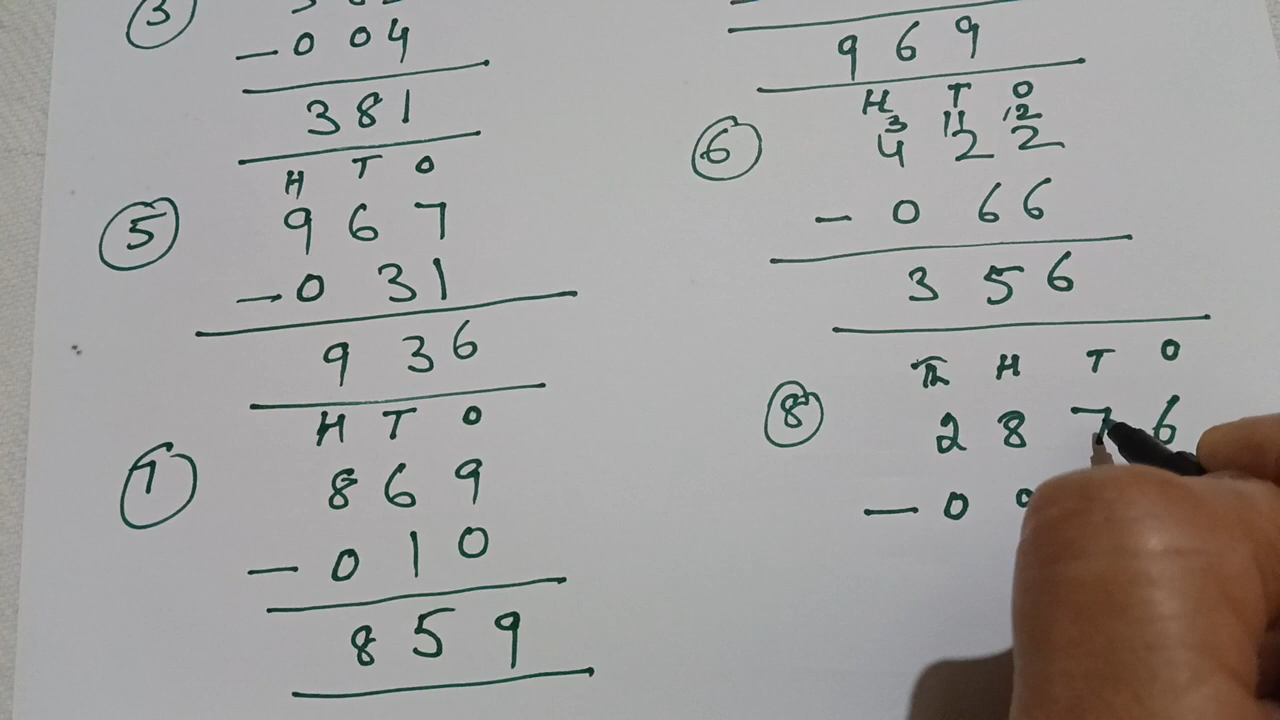 3
− 0 0 4
3 8 1
5
H T O
9 6 7
− 0 3 1
9 3 6
7
H T O
8 6 9
− 0 1 0
8 5 9
9 6 9
6
H T O
3 11 12
4 2 2
− 0 6 6
3 5 6
8
Th H T O
2 8 7 6
− 0